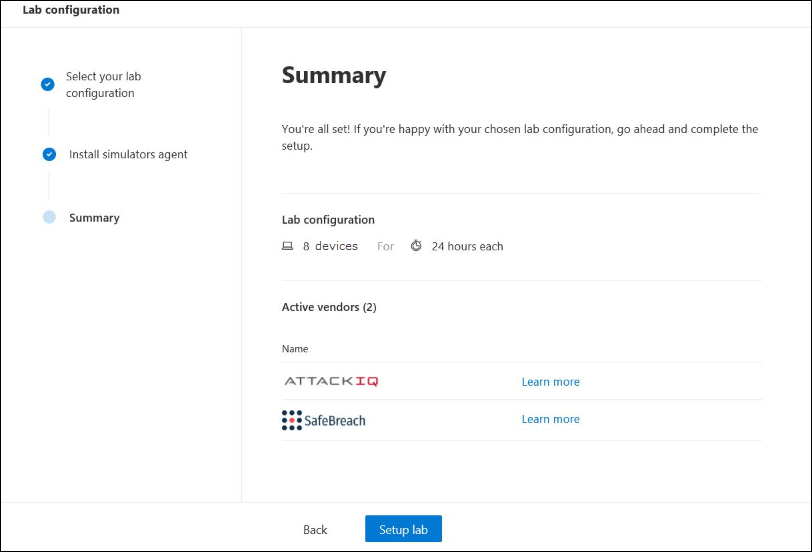 Lab configuration
Select your lab
configuration
Install simulators agent
Summary
Summary
You're all set! If you're happy with your chosen lab configuration, go ahead and complete the
setup.
Lab configuration
8 devices For 24 hours each
Active vendors (2)
Name
ATTACKIQ Learn more
SafeBreach Learn more
Back Setup lab